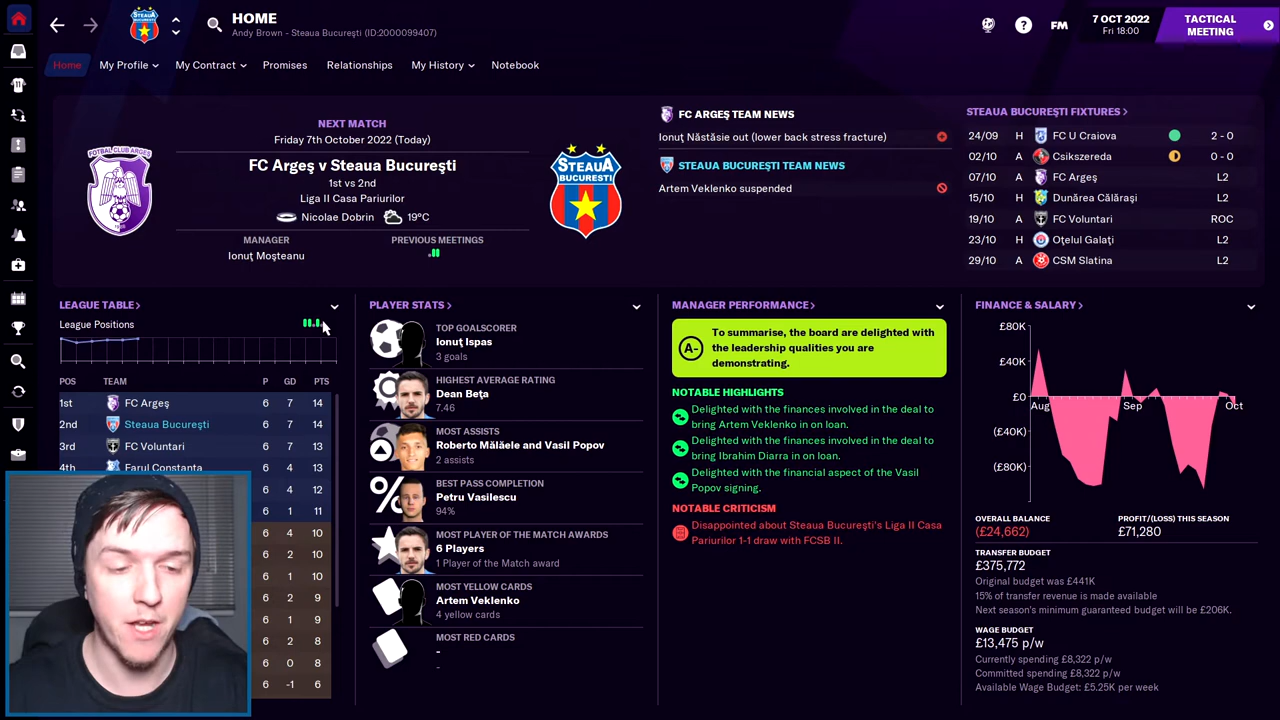 HOME
Andy Brown - Steaua Bucureşti (ID:2000099407)
FM
7 OCT 2022
Fri 18:00
TACTICAL
MEETING
Home
My Profile
My Contract
Promises
Relationships
My History
Notebook
NEXT MATCH
Friday 7th October 2022 (Today)
FC Argeş v Steaua Bucureşti
1st vs 2nd
Liga II Casa Pariurilor
Nicolae Dobrin
19°C
MANAGER
Ionuţ Moşteanu
PREVIOUS MEETINGS
FOTBAL CLUB ARGEŞ
STEAUA
BUCURESTI
FC ARGEŞ TEAM NEWS
Ionuţ Năstăsie out (lower back stress fracture)
STEAUA BUCUREŞTI TEAM NEWS
Artem Veklenko suspended
STEAUA BUCUREŞTI FIXTURES
24/09 H FC U Craiova 2 - 0
02/10 A Csikszereda 0 - 0
07/10 A FC Argeş L2
15/10 H Dunărea Călăraşi L2
19/10 A FC Voluntari ROC
23/10 H Oţelul Galaţi L2
29/10 A CSM Slatina L2
LEAGUE TABLE
League Positions
POS TEAM P GD PTS
1st FC Argeş 6 7 14
2nd Steaua Bucureşti 6 7 14
3rd FC Voluntari 6 7 13
4th Farul Constanta 6 4 13
6 4 12
6 1 11
6 4 10
6 2 10
6 1 10
6 2 9
6 1 9
6 2 8
6 0 8
6 -1 6
PLAYER STATS
TOP GOALSCORER
Ionuţ Ispas
3 goals
HIGHEST AVERAGE RATING
Dean Beţa
7.46
MOST ASSISTS
Roberto Mălăele and Vasil Popov
2 assists
BEST PASS COMPLETION
Petru Vasilescu
94%
MOST PLAYER OF THE MATCH AWARDS
6 Players
1 Player of the Match award
MOST YELLOW CARDS
Artem Veklenko
4 yellow cards
MOST RED CARDS
-
-
MANAGER PERFORMANCE
A-
To summarise, the board are delighted with
the leadership qualities you are
demonstrating.
NOTABLE HIGHLIGHTS
Delighted with the finances involved in the deal to
bring Artem Veklenko in on loan.
Delighted with the finances involved in the deal to
bring Ibrahim Diarra in on loan.
Delighted with the financial aspect of the Vasil
Popov signing.
NOTABLE CRITICISM
Disappointed about Steaua Bucureşti's Liga II Casa
Pariurilor 1-1 draw with FCSB II.
FINANCE & SALARY
£80K
£40K
£0
(£40K)
(£80K)
Aug
Sep
Oct
OVERALL BALANCE
(£24,662)
PROFIT/(LOSS) THIS SEASON
£71,280
TRANSFER BUDGET
£375,772
Original budget was £441K
15% of transfer revenue is made available
Next season's minimum guaranteed budget will be £206K.
WAGE BUDGET
£13,475 p/w
Currently spending £8,322 p/w
Committed spending £8,322 p/w
Available Wage Budget: £5.25K per week